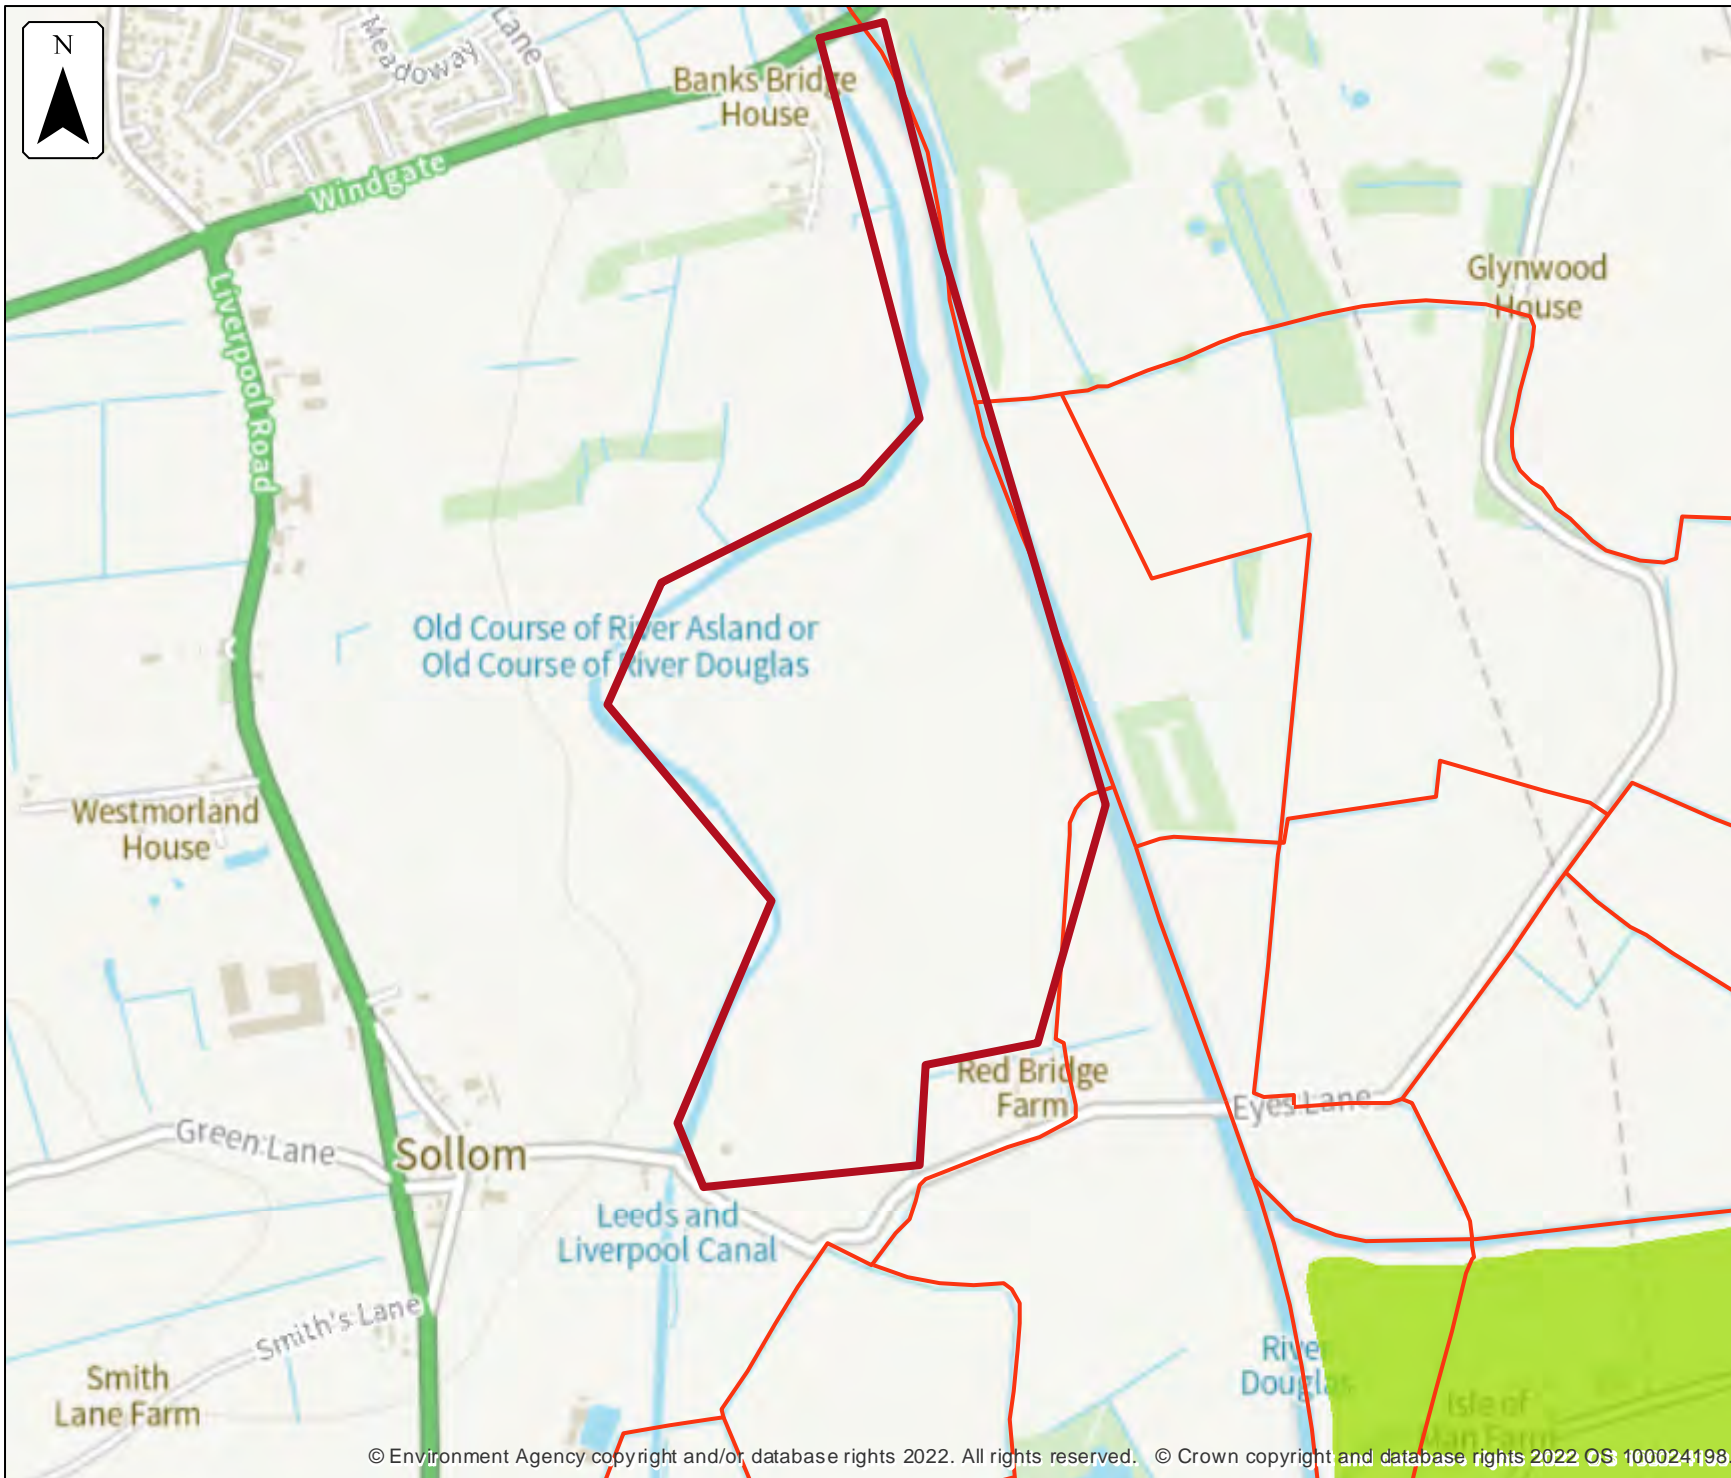 N
Meadoway
Lane
Banks Bridge
House
Windgate
Glynwood
House
Liverpool Road
Old Course of River Asland or
Old Course of River Douglas
Westmorland
House
Red Bridge
Farm
Eyes Lane
Green Lane
Sollom
Leeds and
Liverpool Canal
Smith's Lane
River
Douglas
Smith
Lane Farm
Isle of
Man Farm
© Environment Agency copyright and/or database rights 2022. All rights reserved. © Crown copyright and database rights 2022 OS 100024198